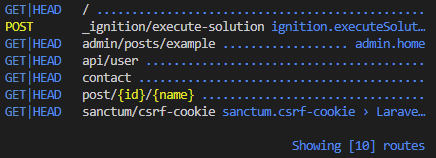 GET|HEAD / ................................................
POST _ignition/execute-solution ignition.executeSolut…
GET|HEAD admin/posts/example .................. admin.home
GET|HEAD api/user .........................................
GET|HEAD contact ..........................................
GET|HEAD post/{id}/{name} .................................
GET|HEAD sanctum/csrf-cookie sanctum.csrf-cookie › Larave…
Showing [10] routes